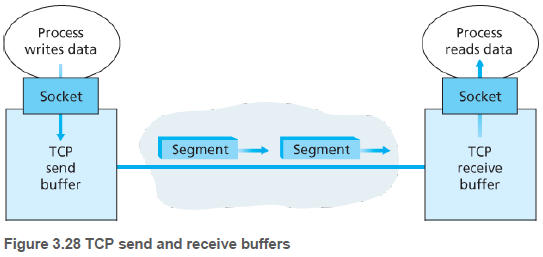 Process
writes data
Socket
TCP
send
buffer
Segment
Segment
Process
reads data
Socket
TCP
receive
buffer
Figure 3.28 TCP send and receive buffers